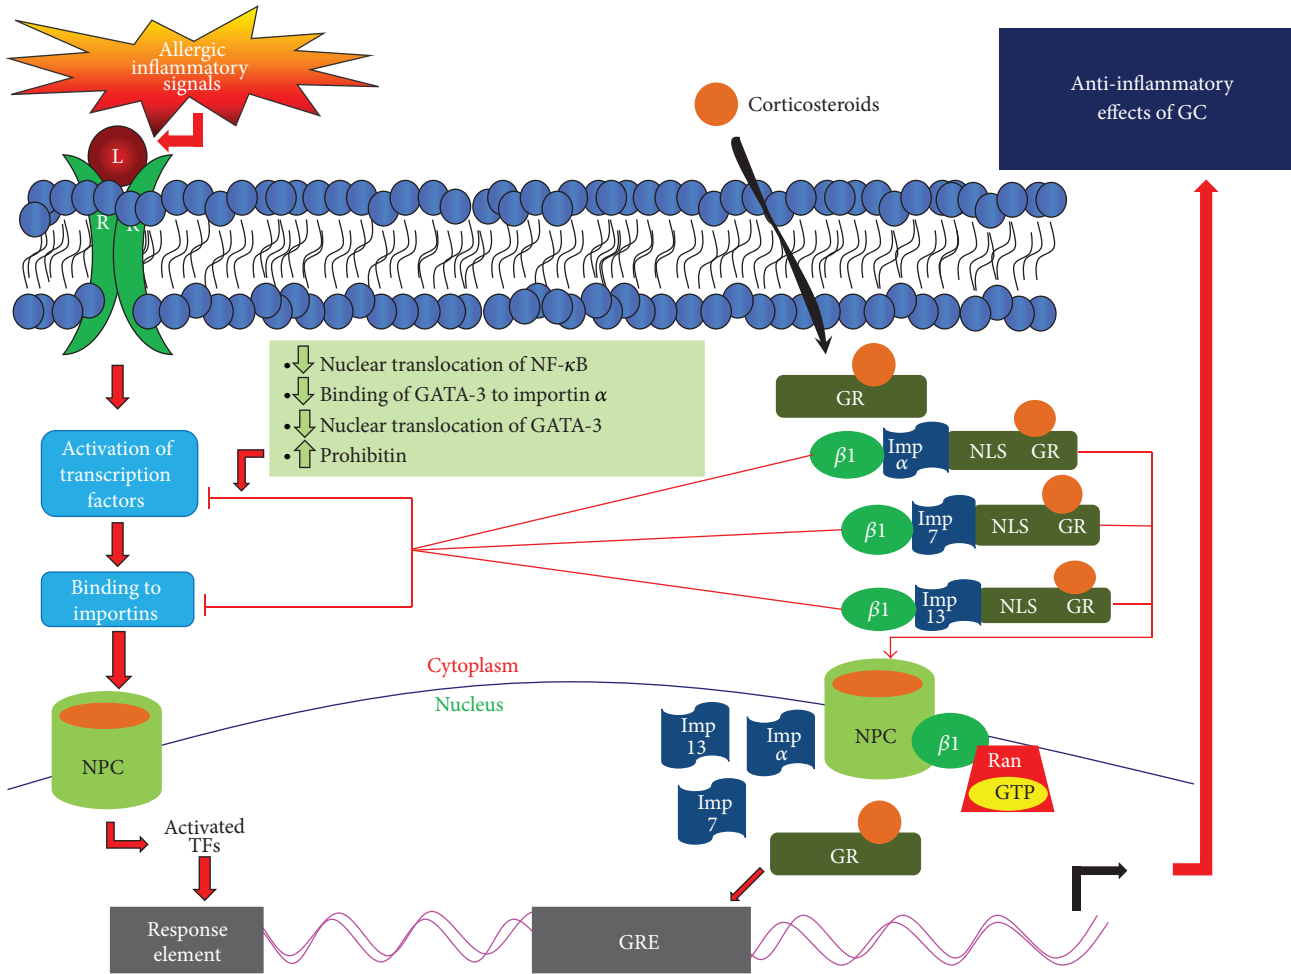 Allergic
inflammatory
signals
Corticosteroids
Anti-inflammatory
effects of GC
L
R
R
• Nuclear translocation of NF-κB
• Binding of GATA-3 to importin α
• Nuclear translocation of GATA-3
• Prohibitin
GR
Activation of
transcription
factors
β1
Imp
α
NLS GR
β1
Imp
7
NLS GR
Binding to
importins
β1
Imp
13
NLS GR
Cytoplasm
Nucleus
NPC
Imp
13
Imp
α
Imp
7
NPC
β1
Ran
GTP
Activated
TFs
GR
Response
element
GRE